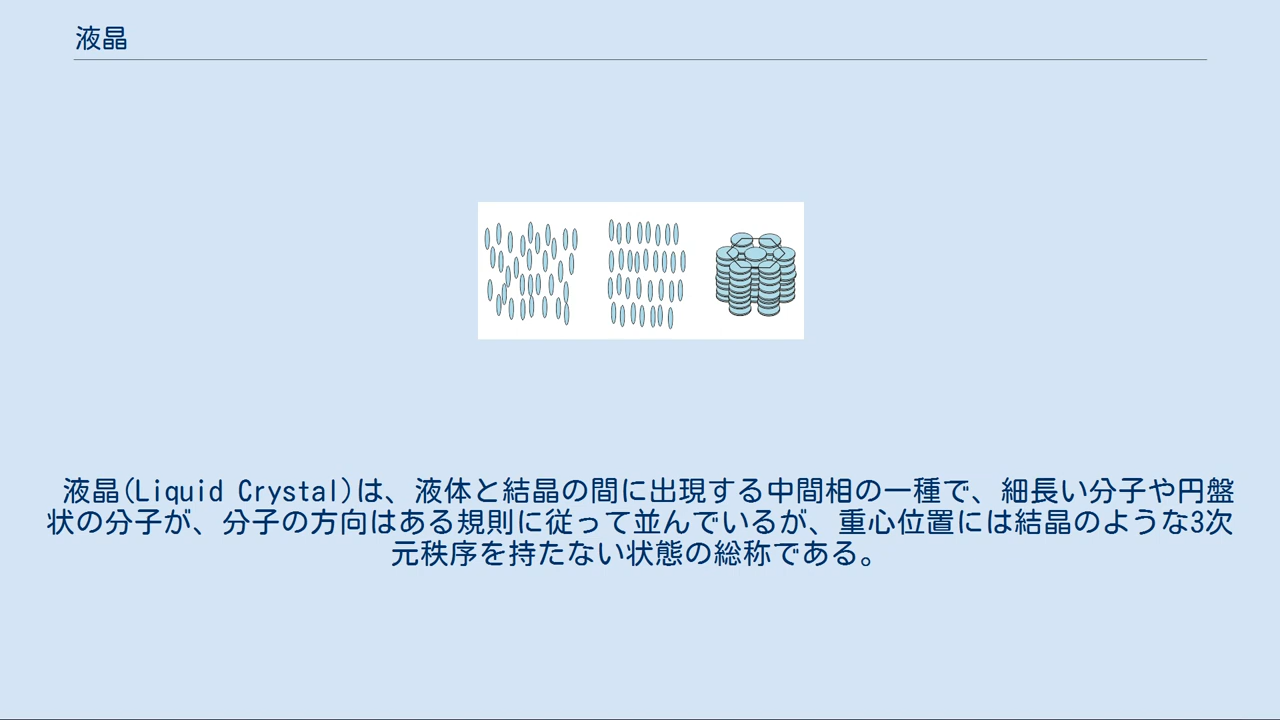 液晶
液晶(Liquid Crystal)は、液体と結晶の間に出現する中間相の一種で、細長い分子や円盤
状の分子が、分子の方向はある規則に従って並んでいるが、重心位置には結晶のような3次
元秩序を持たない状態の総称である。